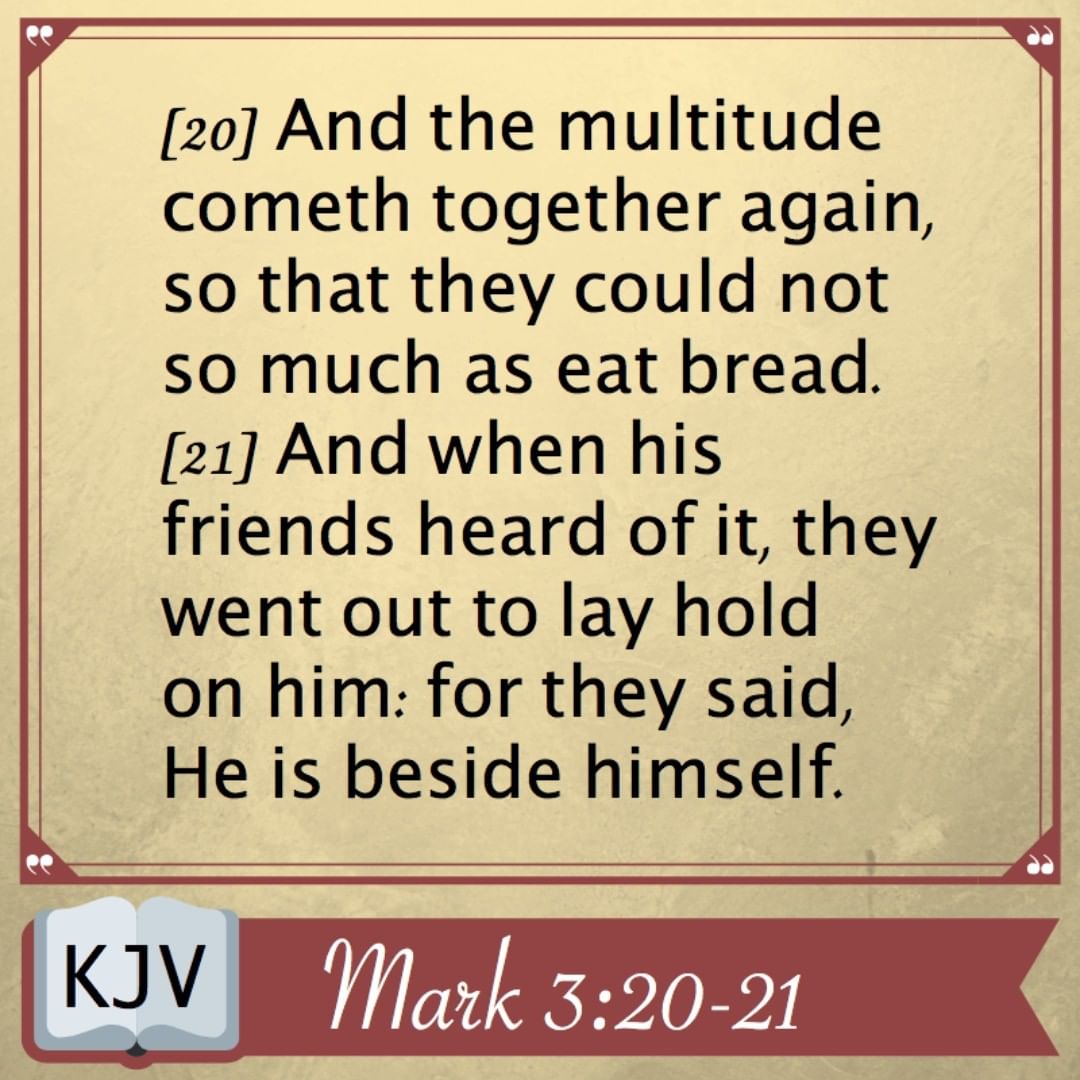 [20] And the multitude
cometh together again,
so that they could not
so much as eat bread.
[21] And when his
friends heard of it, they
went out to lay hold
on him: for they said,
He is beside himself.
KJV
Mark 3:20-21